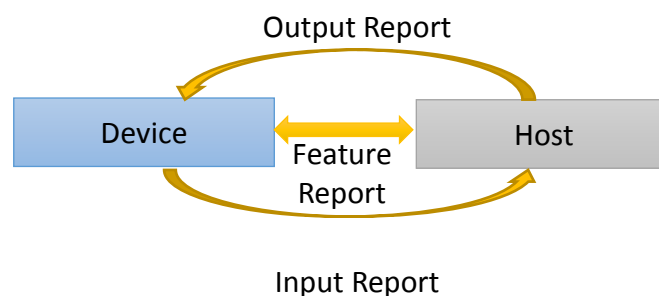 Output Report
Device
Host
Feature
Report
Input Report